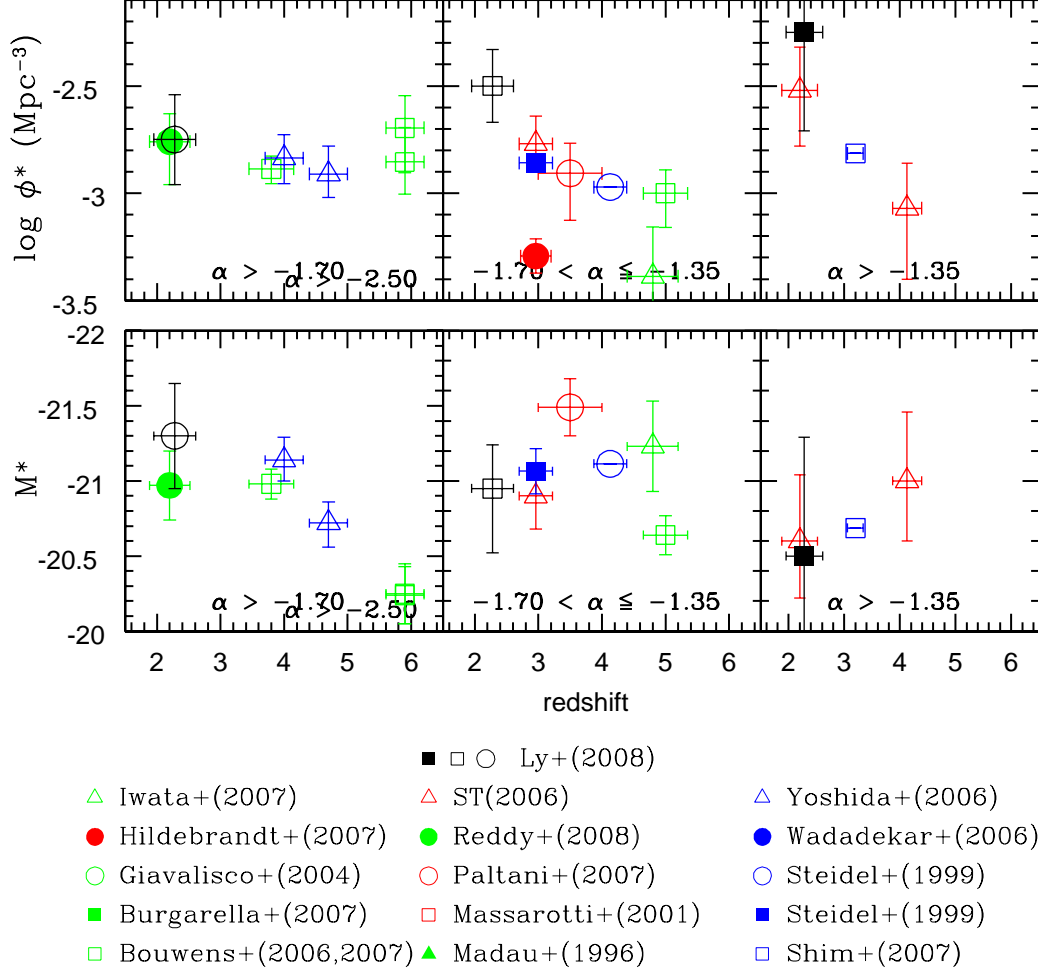 log ϕ* (Mpc⁻³)
-2.5
-3
-3.5
α > −1.70
α > −2.50
−1.70 < α ≤ −1.35
α > −1.35
M*
-22
-21.5
-21
-20.5
-20
α > −1.70
α > −2.50
−1.70 < α ≤ −1.35
α > −1.35
2 3 4 5 6 2 3 4 5 6 2 3 4 5 6
redshift
Ly+(2008)
Iwata+(2007) ST(2006) Yoshida+(2006)
Hildebrandt+(2007) Reddy+(2008) Wadadekar+(2006)
Giavalisco+(2004) Paltani+(2007) Steidel+(1999)
Burgarella+(2007) Massarotti+(2001) Steidel+(1999)
Bouwens+(2006,2007) Madau+(1996) Shim+(2007)